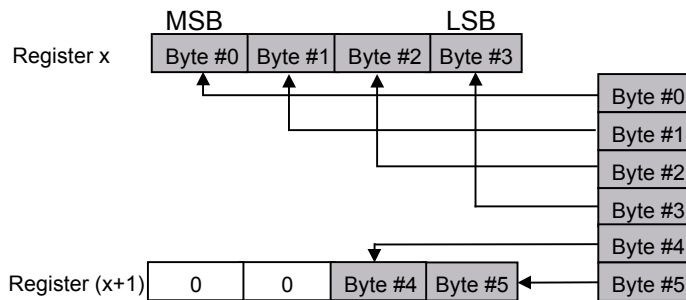 MSB LSB
Register x Byte #0 Byte #1 Byte #2 Byte #3
Byte #0
Byte #1
Byte #2
Byte #3
Byte #4
Register (x+1) 0 0 Byte #4 Byte #5 Byte #5